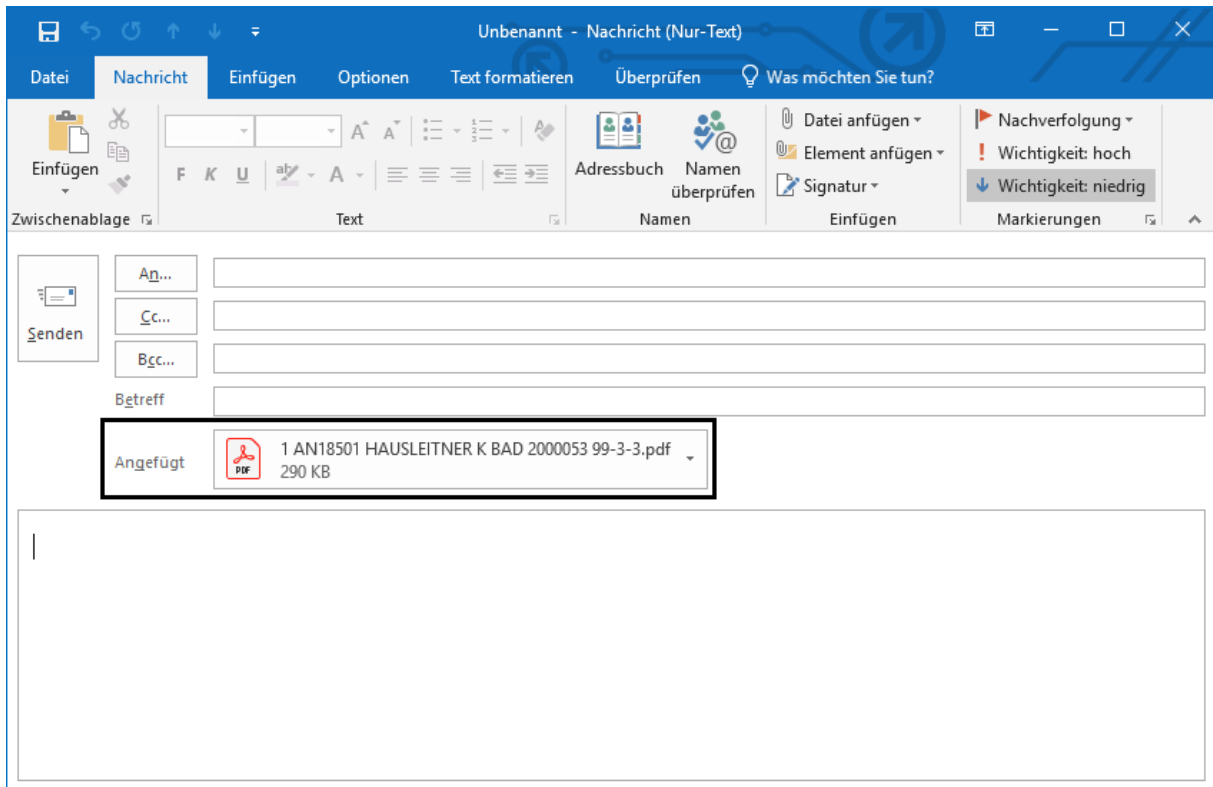 Unbenannt - Nachricht (Nur-Text)
Datei Nachricht Einfügen Optionen Text formatieren Überprüfen Was möchten Sie tun?
Einfügen
Zwischenablage
F K U
aby A
Text
Adressbuch
Namen überprüfen
Namen
Datei anfügen
Element anfügen
Signatur
Einfügen
Nachverfolgung
Wichtigkeit: hoch
Wichtigkeit: niedrig
Markierungen
Senden
An...
Cc...
Bcc...
Betreff
Angefügt
PDF
1 AN18501 HAUSLEITNER K BAD 2000053 99-3-3.pdf
290 KB